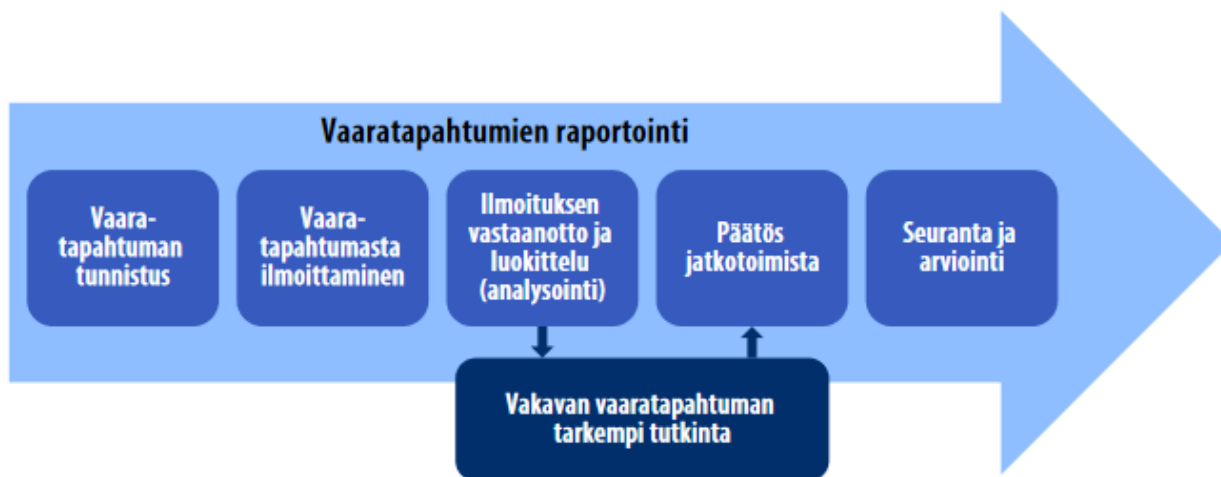 Vaaratapahtumien raportointi
Vaara-
tapahtuman
tunnistus
Vaara-
tapahtumasta
ilmoittaminen
Ilmoituksen
vastaanotto ja
luokittelu
(analysointi)
Päätös
jatkotoimista
Seuranta ja
arviointi
Vakavan vaaratapahtuman
tarkempi tutkinta